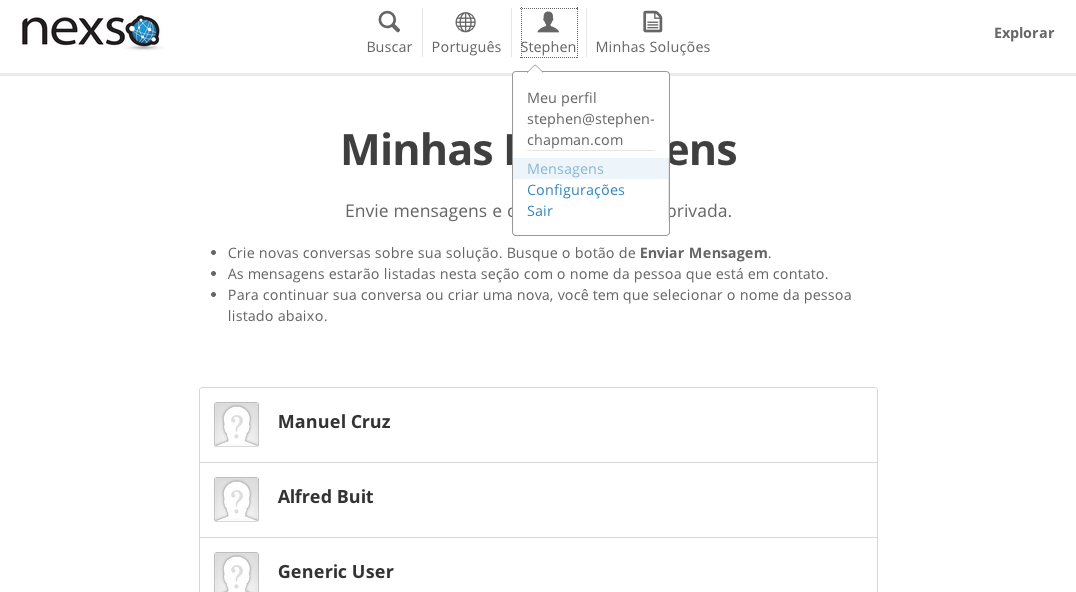 nexso
Buscar
Português
Stephen
Minhas Soluções
Explorar
Meu perfil
stephen@stephen-
chapman.com
Mensagens
Configurações
Sair
Minhas ens
Envie mensagens e privada.
Crie novas conversas sobre sua solução. Busque o botão de Enviar Mensagem.
As mensagens estarão listadas nesta seção com o nome da pessoa que está em contato.
Para continuar sua conversa ou criar uma nova, você tem que selecionar o nome da pessoa
listado abaixo.
Manuel Cruz
Alfred Buit
Generic User